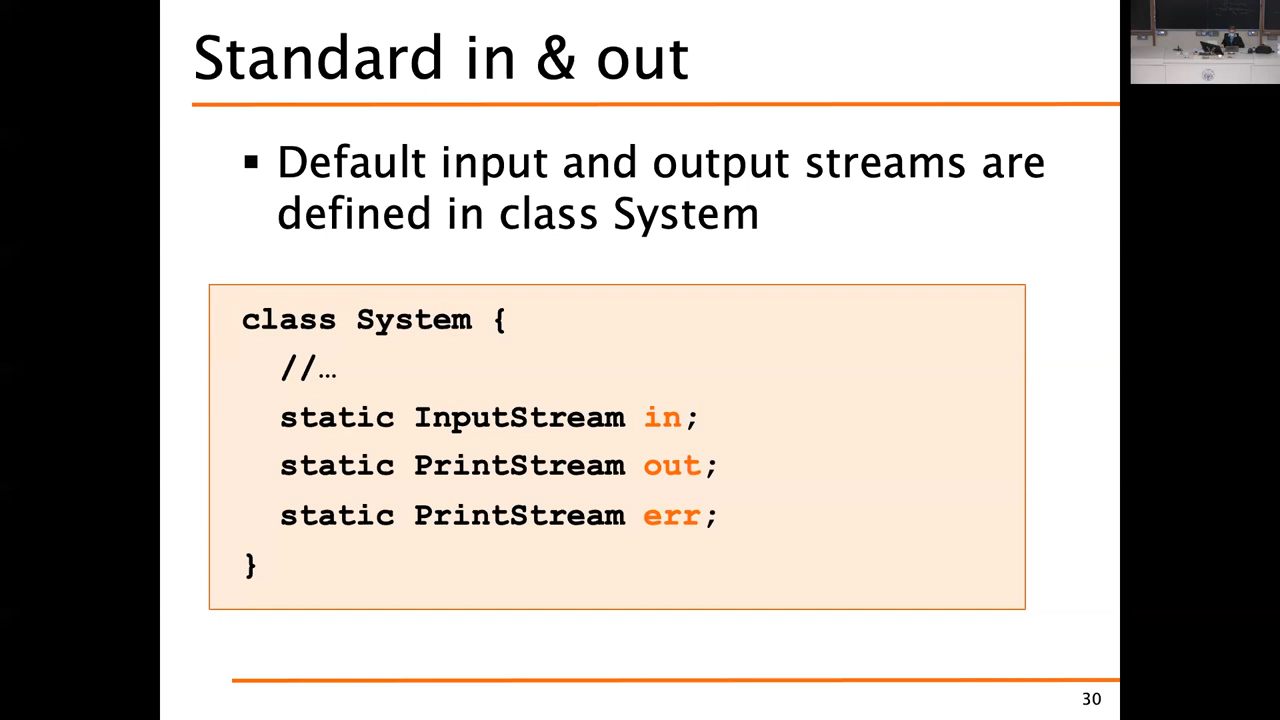 Standard in & out
▪ Default input and output streams are
defined in class System
class System {
//…
static InputStream in;
static PrintStream out;
static PrintStream err;
}
30